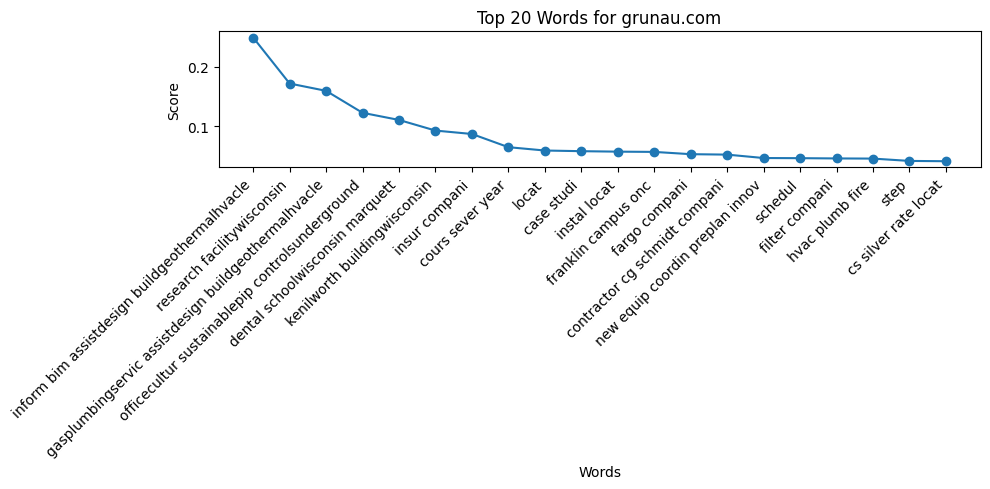 Top 20 Words for grunau.com
Score
0.2
0.1
inform bim assistdesign buildgeothermalhvacle
research facilitywisconsin
gasplumbingservic assistdesign buildgeothermalhvacle
officecultur sustainablepip controlsunderground
dental schoolwisconsin marquett
kenilworth buildingwisconsin
insur compani
cours sever year
locat
case studi
instal locat
franklin campus onc
fargo compani
contractor cg schmidt compani
new equip coordin preplan innov
schedul
filter compani
hvac plumb fire
step
cs silver rate locat
Words